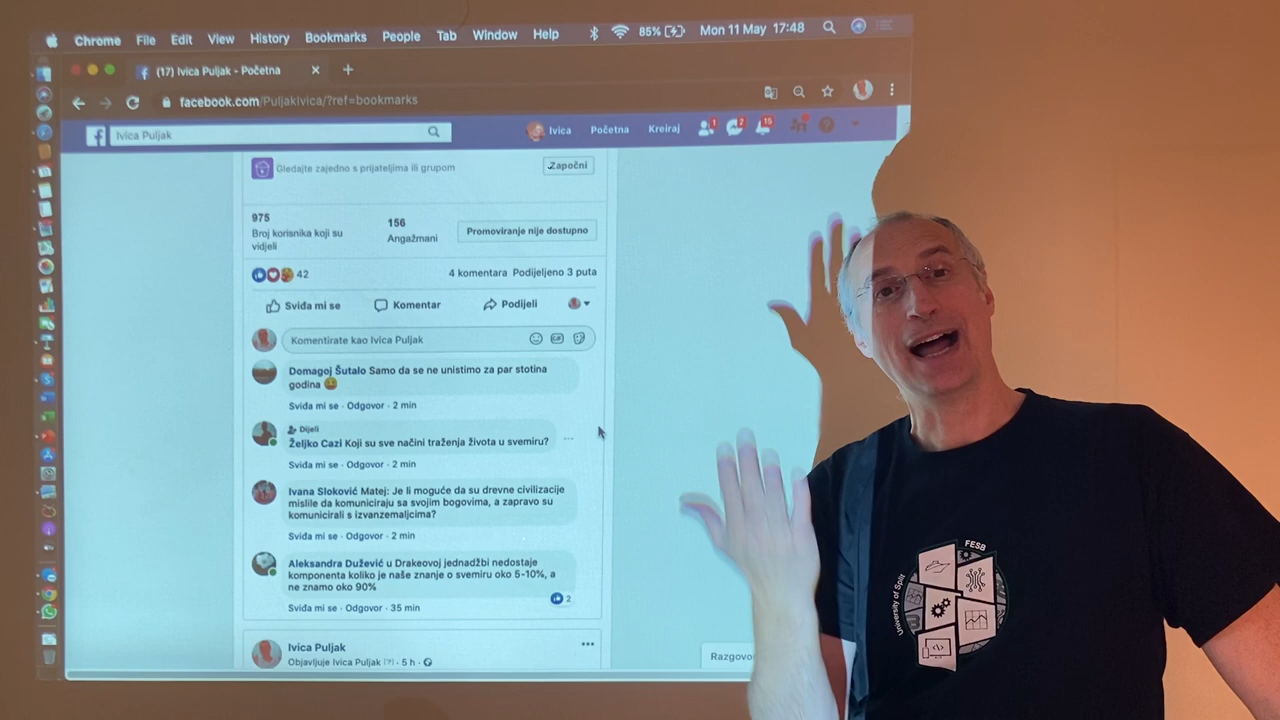 Chrome File Edit View History Bookmarks People Tab Window Help 85% Mon 11 May 17:48
(17) Ivica Puljak - Početna
facebook.com/PuljakIvica/?ref=bookmarks
Ivica Puljak Ivica Početna Kreiraj 1 2 15
Gledajte zajedno s prijateljima ili grupom Započni
975
Broj korisnika koji su
vidjeli
156
Angažmani
Promoviranje nije dostupno
42 4 komentara Podijeljeno 3 puta
Sviđa mi se Komentar Podijeli
Komentirate kao Ivica Puljak GIF
Domagoj Šutalo Samo da se ne unistimo za par stotina
godina
Sviđa mi se · Odgovor · 2 min
Dijeli
Željko Cazi Koji su sve načini traženja života u svemiru?
Sviđa mi se · Odgovor · 2 min
Ivana Sloković Matej: Je li moguće da su drevne civilizacije
mislile da komuniciraju sa svojim bogovima, a zapravo su
komunicirali s izvanzemaljcima?
Sviđa mi se · Odgovor · 2 min
Aleksandra Dužević u Drakeovoj jednadžbi nedostaje
komponenta koliko je naše znanje o svemiru oko 5-10%, a
ne znamo oko 90%
2
Sviđa mi se · Odgovor · 35 min
Ivica Puljak
Objavljuje Ivica Puljak [?] · 5 h ·
Razgovo
FESB
University of Split